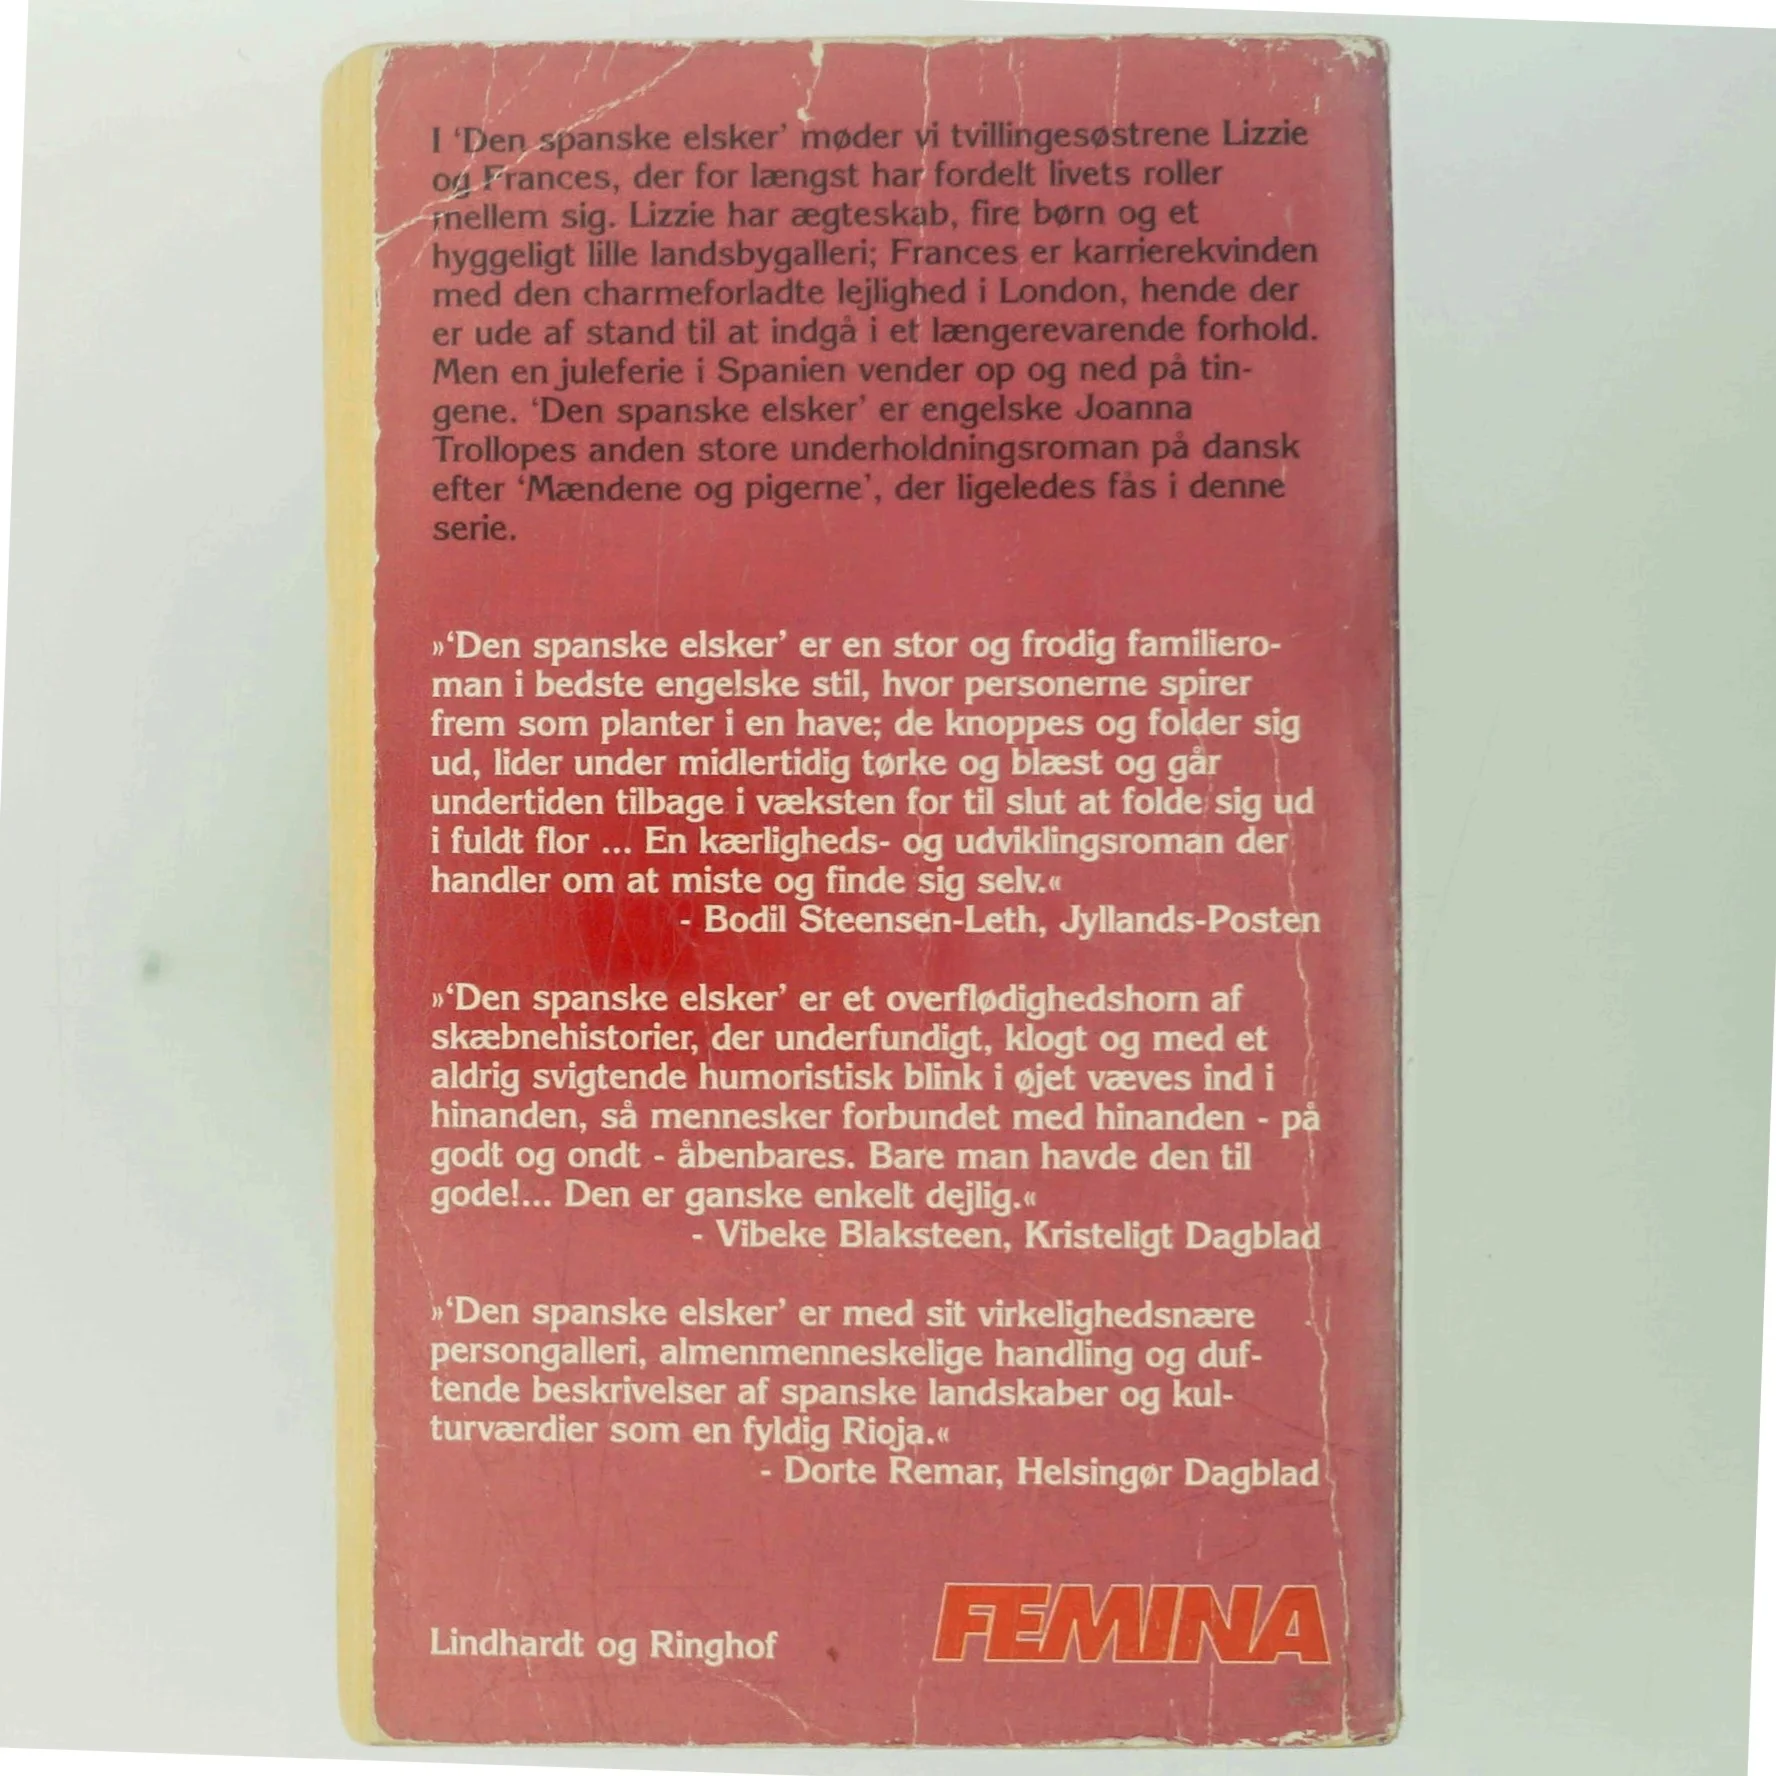 I ‘Den spanske elsker’ møder vi tvillingesøstrene Lizzie
og Frances, der for længst har fordelt livets roller
mellem sig. Lizzie har ægteskab, fire børn og et
hyggeligt lille landsbygalleri; Frances er karrierekvinden
med den charmeforladte lejlighed i London, hende der
er ude af stand til at indgå i et længerevarende forhold.
Men en juleferie i Spanien vender op og ned på tin-
gene. ‘Den spanske elsker’ er engelske Joanna
Trollopes anden store underholdningsroman på dansk
efter ‘Mændene og pigerne’, der ligeledes fås i denne
serie.
»‘Den spanske elsker’ er en stor og frodig familiero-
man i bedste engelske stil, hvor personerne spirer
frem som planter i en have; de knoppes og folder sig
ud, lider under midlertidig tørke og blæst og går
undertiden tilbage i væksten for til slut at folde sig ud
i fuldt flor ... En kærligheds- og udviklingsroman der
handler om at miste og finde sig selv.«
- Bodil Steensen-Leth, Jyllands-Posten
»‘Den spanske elsker’ er et overflødighedshorn af
skæbnehistorier, der underfundigt, klogt og med et
aldrig svigtende humoristisk blink i øjet væves ind i
hinanden, så mennesker forbundet med hinanden - på
godt og ondt - åbenbares. Bare man havde den til
gode!... Den er ganske enkelt dejlig.«
- Vibeke Blaksteen, Kristeligt Dagblad
»‘Den spanske elsker’ er med sit virkelighedsnære
persongalleri, almenmenneskelige handling og duf-
tende beskrivelser af spanske landskaber og kul-
turværdier som en fyldig Rioja.«
- Dorte Remar, Helsingør Dagblad
Lindhardt og Ringhof
FEMINA